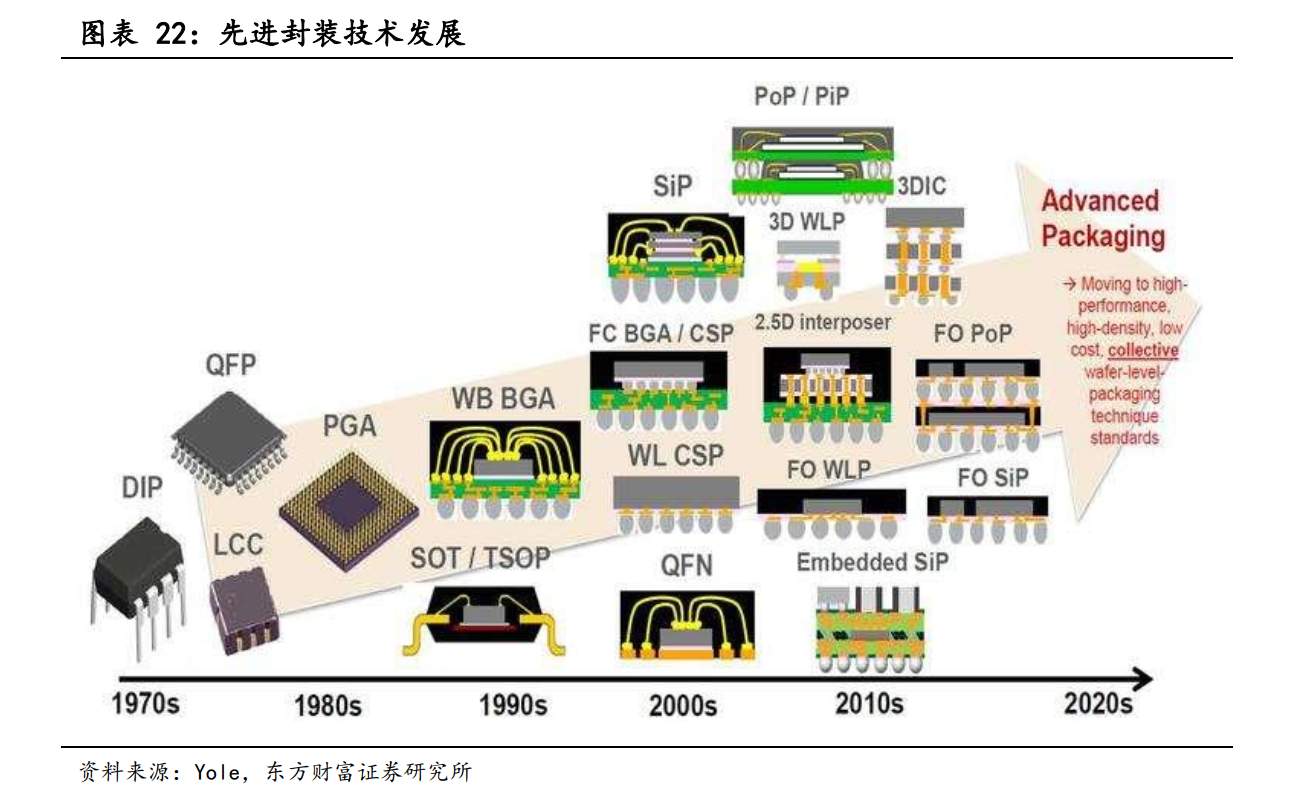 图表 22：先进封装技术发展
PoP / PiP
SiP
3DIC
3D WLP
Advanced
Packaging
→ Moving to high-
performance,
high-density, low
cost, collective
wafer-level-
packaging
technique
standards
2.5D interposer
FC BGA / CSP
FO PoP
QFP
WB BGA
PGA
WL CSP
FO WLP
FO SiP
DIP
LCC
SOT / TSOP
QFN
Embedded SiP
1970s
1980s
1990s
2000s
2010s
2020s
资料来源：Yole，东方财富证券研究所